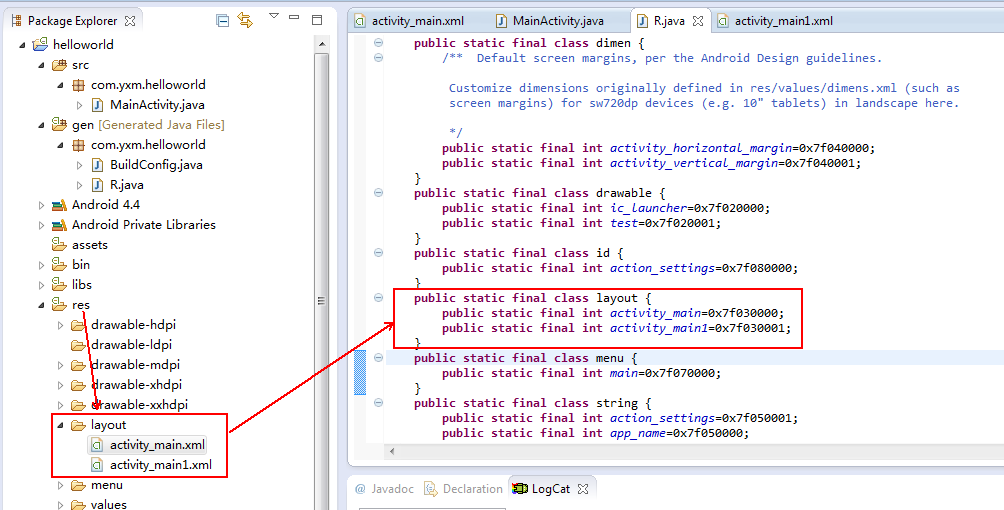 Package Explorer
helloworld
src
com.yxm.helloworld
MainActivity.java
gen [Generated Java Files]
com.yxm.helloworld
BuildConfig.java
R.java
Android 4.4
Android Private Libraries
assets
bin
libs
res
drawable-hdpi
drawable-ldpi
drawable-mdpi
drawable-xhdpi
drawable-xxhdpi
layout
activity_main.xml
activity_main1.xml
menu
values
activity_main.xml MainActivity.java R.java activity_main1.xml
public static final class dimen {
/** Default screen margins, per the Android Design guidelines.
Customize dimensions originally defined in res/values/dimens.xml (such as
screen margins) for sw720dp devices (e.g. 10" tablets) in landscape here.
*/
public static final int activity_horizontal_margin=0x7f040000;
public static final int activity_vertical_margin=0x7f040001;
}
public static final class drawable {
public static final int ic_launcher=0x7f020000;
public static final int test=0x7f020001;
}
public static final class id {
public static final int action_settings=0x7f080000;
}
public static final class layout {
public static final int activity_main=0x7f030000;
public static final int activity_main1=0x7f030001;
}
public static final class menu {
public static final int main=0x7f070000;
}
public static final class string {
public static final int action_settings=0x7f050001;
public static final int app_name=0x7f050000;
@ Javadoc Declaration LogCat